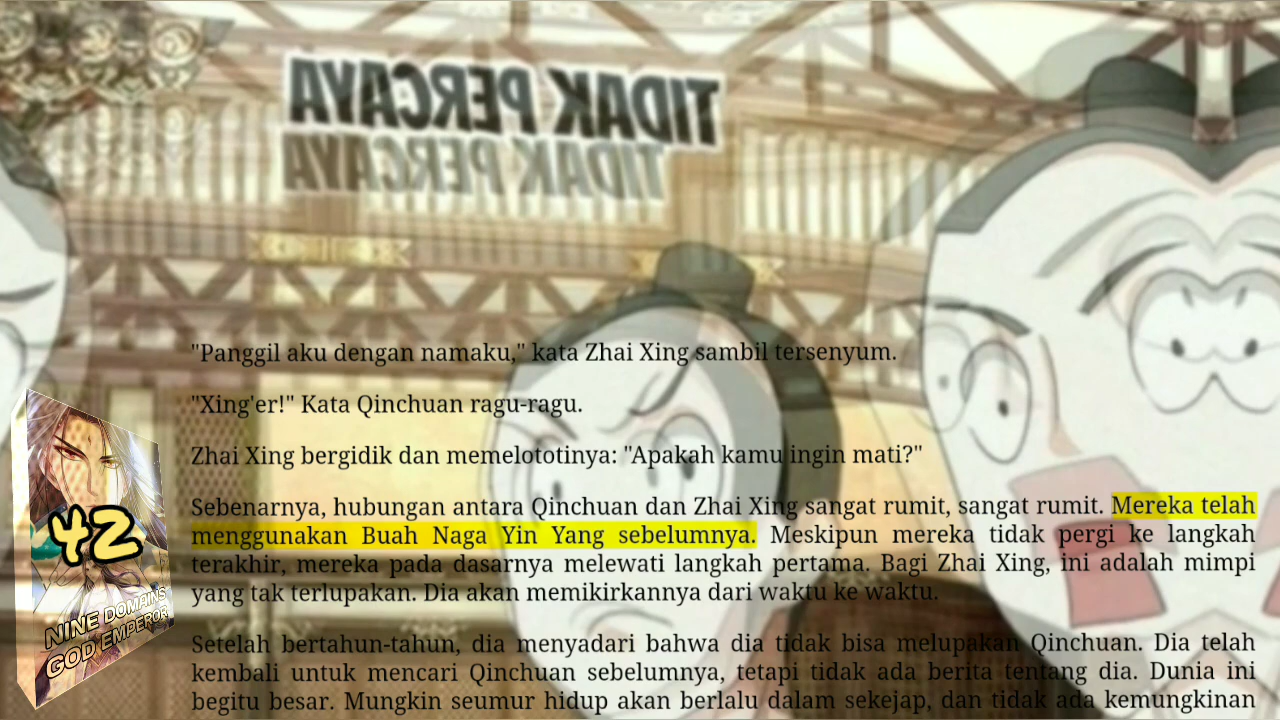 TIDAK PERCAYA
TIDAK PERCAYA
"Panggil aku dengan namaku," kata Zhai Xing sambil tersenyum.
"Xing'er!" Kata Qinchuan ragu-ragu.
Zhai Xing bergidik dan memelototinya: "Apakah kamu ingin mati?"
Sebenarnya, hubungan antara Qinchuan dan Zhai Xing sangat rumit, sangat rumit. Mereka telah
menggunakan Buah Naga Yin Yang sebelumnya. Meskipun mereka tidak pergi ke langkah
terakhir, mereka pada dasarnya melewati langkah pertama. Bagi Zhai Xing, ini adalah mimpi
yang tak terlupakan. Dia akan memikirkannya dari waktu ke waktu.
Setelah bertahun-tahun, dia menyadari bahwa dia tidak bisa melupakan Qinchuan. Dia telah
kembali untuk mencari Qinchuan sebelumnya, tetapi tidak ada berita tentang dia. Dunia ini
begitu besar. Mungkin seumur hidup akan berlalu dalam sekejap, dan tidak ada kemungkinan
42
NINE DOMAINS
GOD EMPEROR